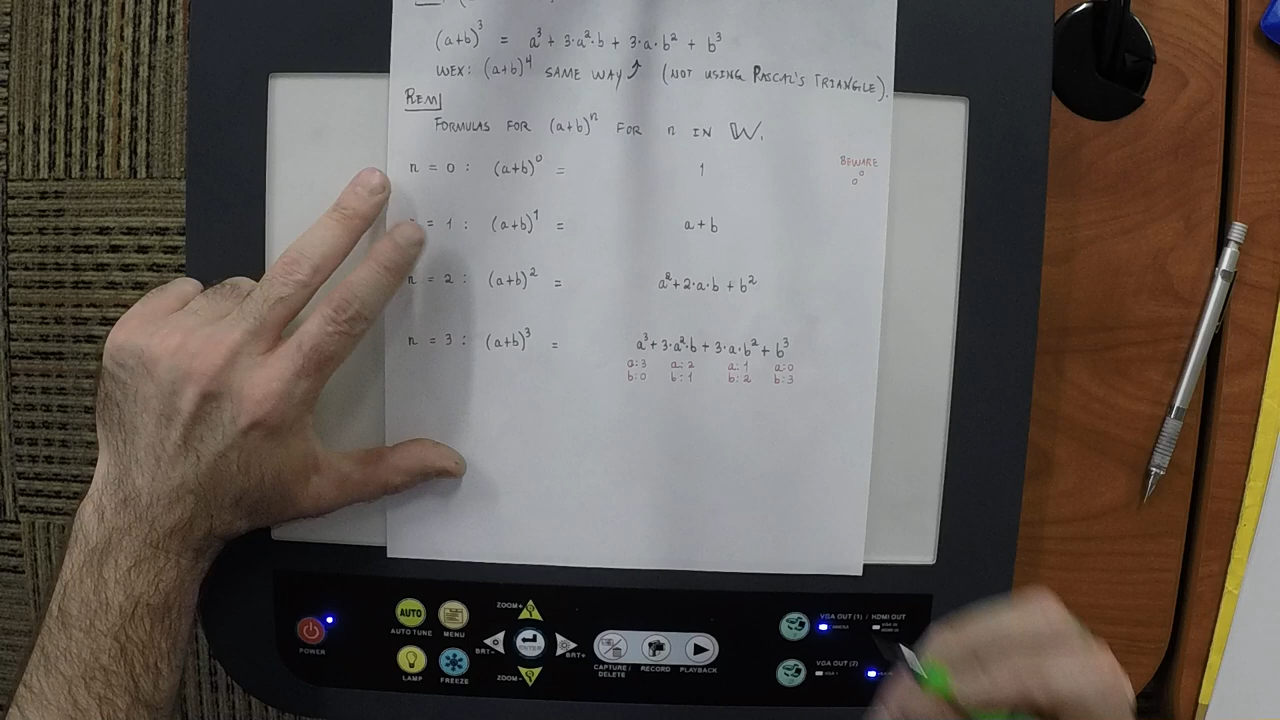 (a+b)³ = a³ + 3·a²·b + 3·a·b² + b³
WEX: (a+b)⁴ SAME WAY (NOT USING PASCAL'S TRIANGLE).
REM
FORMULAS FOR (a+b)ⁿ FOR n IN 𝕎.
n = 0 : (a+b)⁰ = 1
BEWARE
= 1 : (a+b)¹ = a + b
n = 2 : (a+b)² = a² + 2·a·b + b²
n = 3 : (a+b)³ = a³ + 3·a²·b + 3·a·b² + b³
a:3 a:2 a:1 a:0
b:0 b:1 b:2 b:3
POWER
AUTO
AUTO TUNE
MENU
LAMP
FREEZE
ZOOM+
BRT-
ENTER
BRT+
ZOOM-
CAPTURE/
DELETE
RECORD
PLAYBACK
VGA OUT (1) / HDMI OUT
VGA OUT (2)